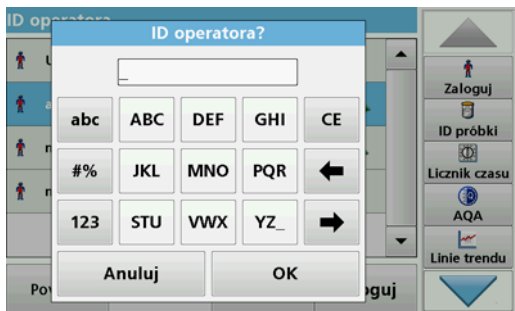 ID operatora
ID operatora?
_
abc ABC DEF GHI CE
#% JKL MNO PQR
123 STU VWX YZ_
Anuluj OK
Zaloguj
ID próbki
Licznik czasu
AQA
Linie trendu